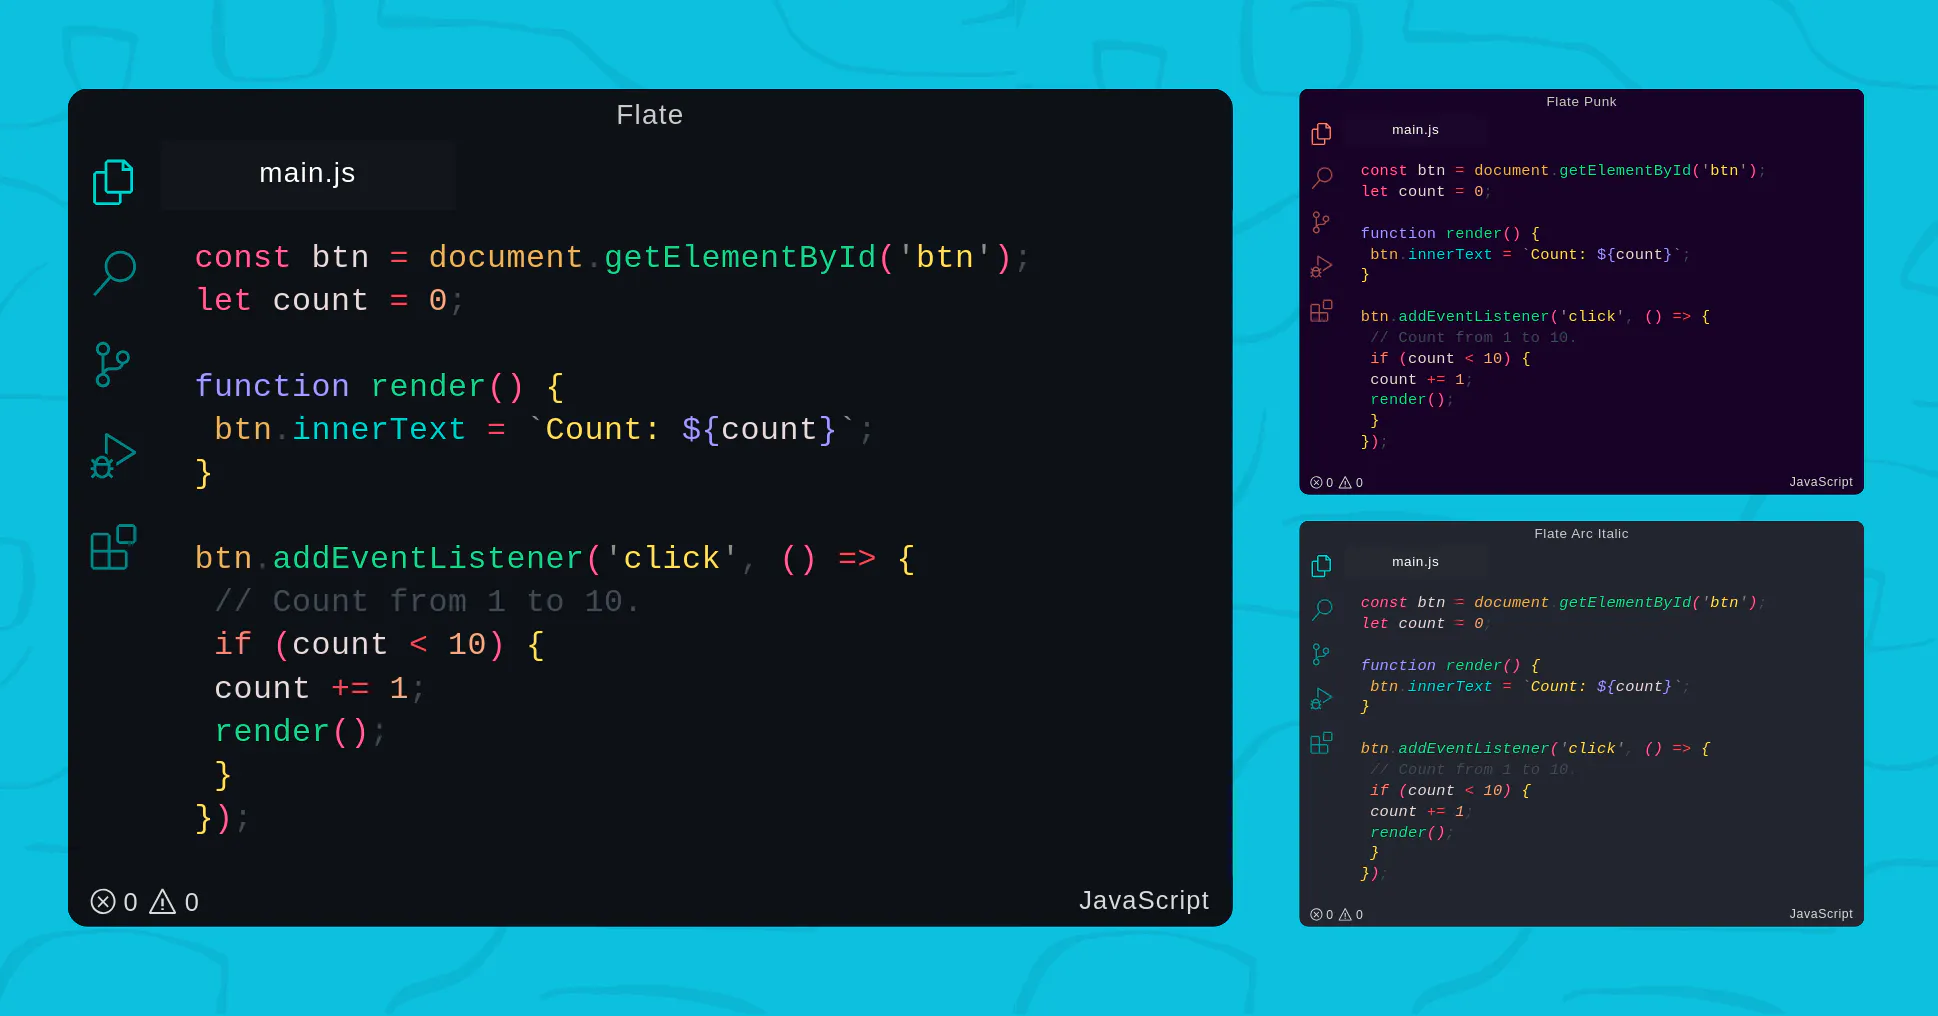 Flate
main.js
const btn = document.getElementById('btn');
let count = 0;
function render() {
btn.innerText = `Count: ${count}`;
}
btn.addEventListener('click', () => {
// Count from 1 to 10.
if (count < 10) {
count += 1;
render();
}
});
0 0
JavaScript
Flate Punk
main.js
const btn = document.getElementById('btn');
let count = 0;
function render() {
btn.innerText = `Count: ${count}`;
}
btn.addEventListener('click', () => {
// Count from 1 to 10.
if (count < 10) {
count += 1;
render();
}
});
0 0
JavaScript
Flate Arc Italic
main.js
const btn = document.getElementById('btn');
let count = 0;
function render() {
btn.innerText = `Count: ${count}`;
}
btn.addEventListener('click', () => {
// Count from 1 to 10.
if (count < 10) {
count += 1;
render();
}
});
0 0
JavaScript